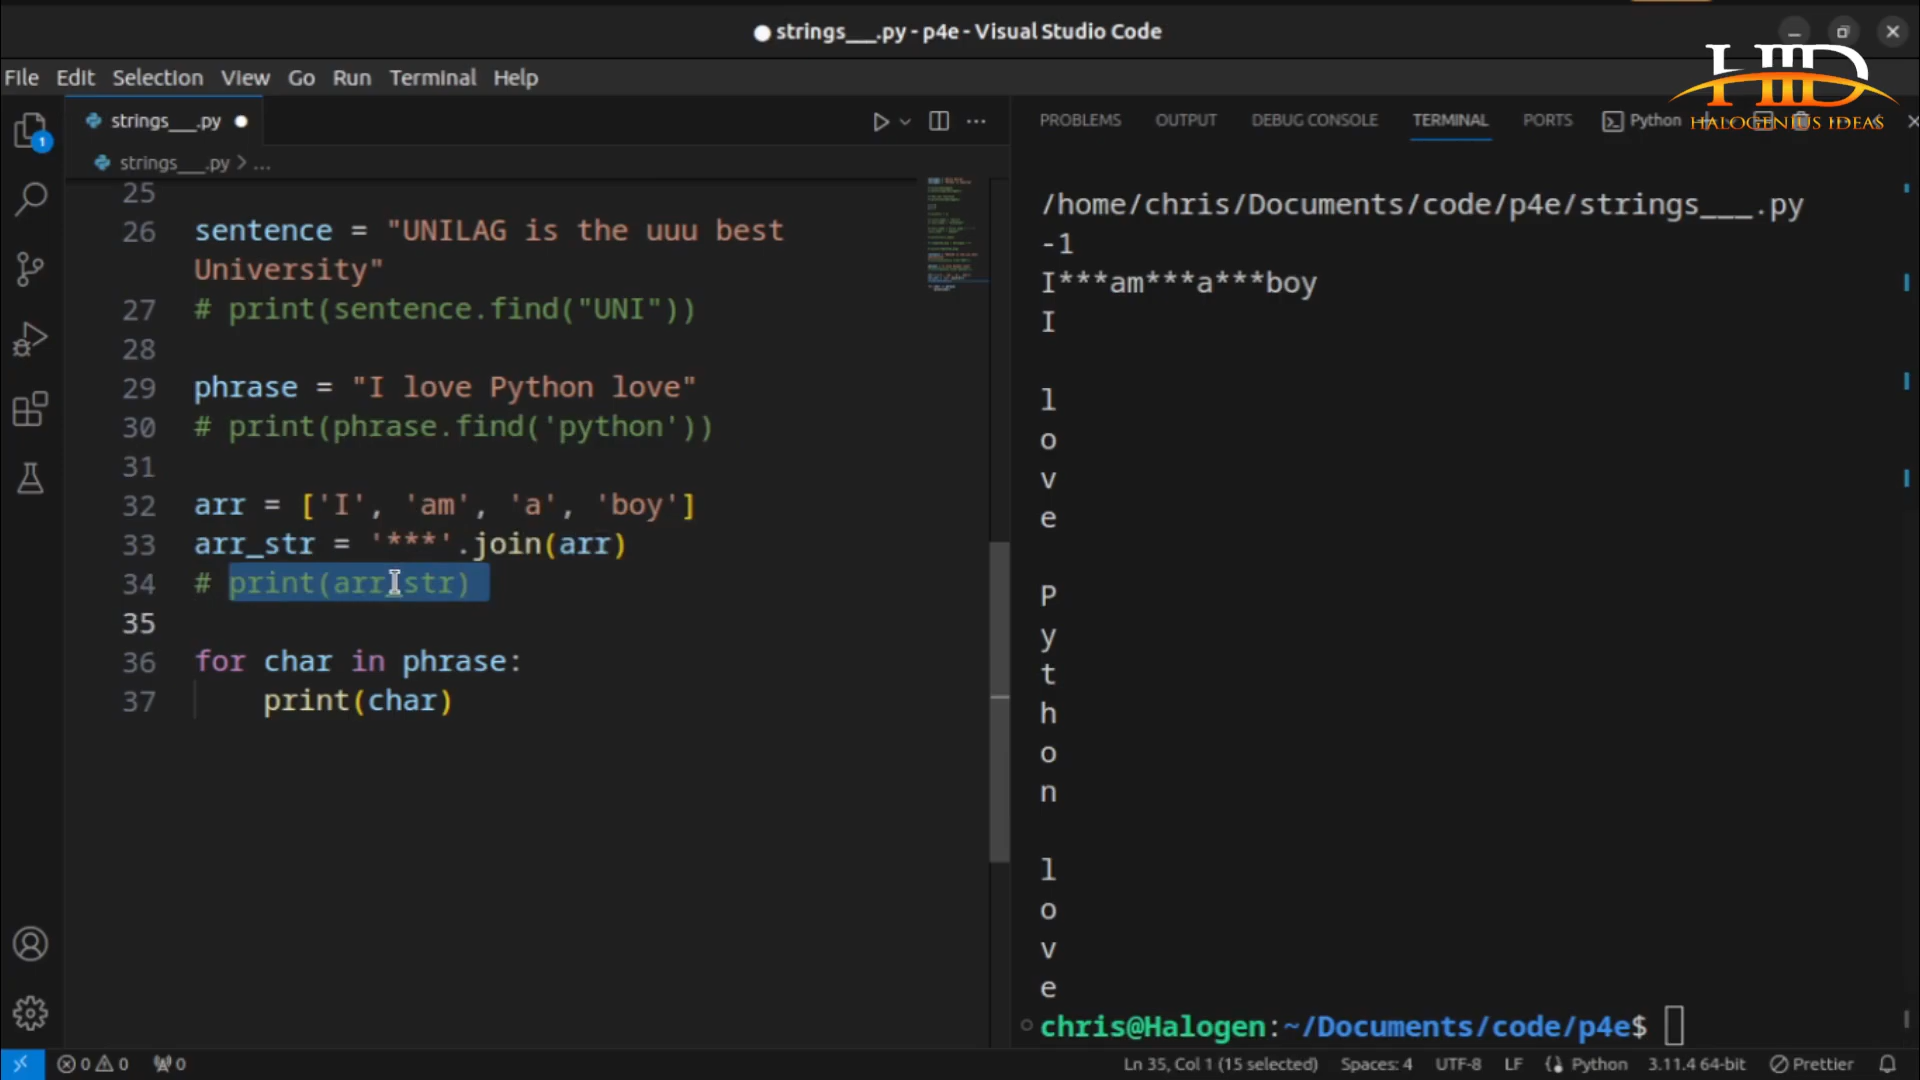 strings___.py - p4e - Visual Studio Code
File Edit Selection View Go Run Terminal Help
HID
HALOGENIUS IDEAS
1
strings___.py
PROBLEMS OUTPUT DEBUG CONSOLE TERMINAL PORTS Python
strings___.py > ...
25
26 sentence = "UNILAG is the uuu best
University"
27 # print(sentence.find("UNI"))
28
29 phrase = "I love Python love"
30 # print(phrase.find('python'))
31
32 arr = ['I', 'am', 'a', 'boy']
33 arr_str = '***'.join(arr)
34 # print(arr_str)
35
36 for char in phrase:
37 print(char)
/home/chris/Documents/code/p4e/strings___.py
-1
I***am***a***boy
I
l
o
v
e
P
y
t
h
o
n
l
o
v
e
chris@Halogen:~/Documents/code/p4e$
0 0 0 Ln 35, Col 1 (15 selected) Spaces: 4 UTF-8 LF Python 3.11.4 64-bit Prettier